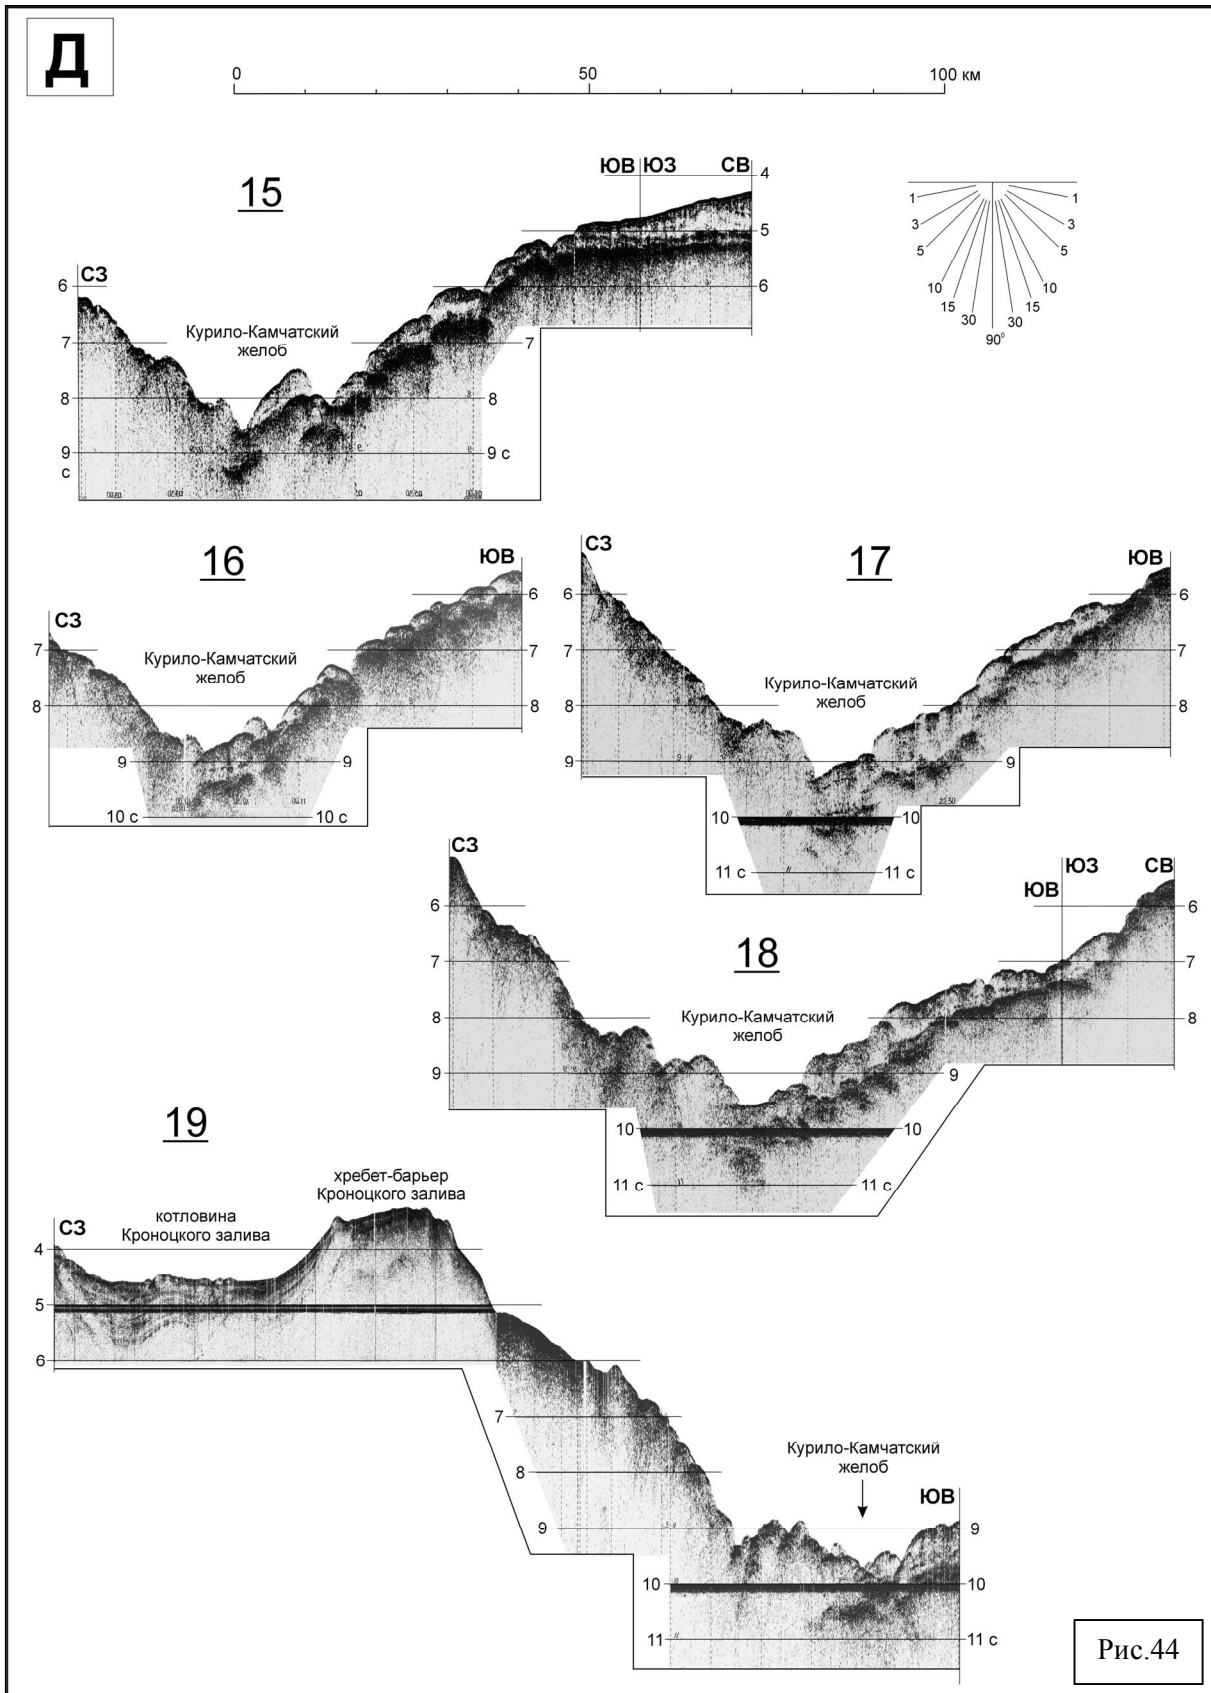 Д
0 50 100 км
15
ЮВ ЮЗ СВ
4
5
6
СЗ
6
7
8
9
с
Курило-Камчатский
желоб
7
8
9 с
1 1
3 3
5 5
10 10
15 15
30 30
90°
16
СЗ
ЮВ
7
8
9
10 с
Курило-Камчатский
желоб
6
7
8
9
10 с
17
СЗ
ЮВ
6
7
8
9
10
11 с
Курило-Камчатский
желоб
6
7
8
9
10
11 с
18
СЗ
ЮВ
ЮЗ
СВ
6
7
8
9
10
11 с
Курило-Камчатский
желоб
6
7
8
9
10
11 с
19
СЗ
котловина
Кроноцкого залива
хребет-барьер
Кроноцкого залива
4
5
6
7
8
9
10
11
Курило-Камчатский
желоб
ЮВ
9
10
11 с
Рис.44